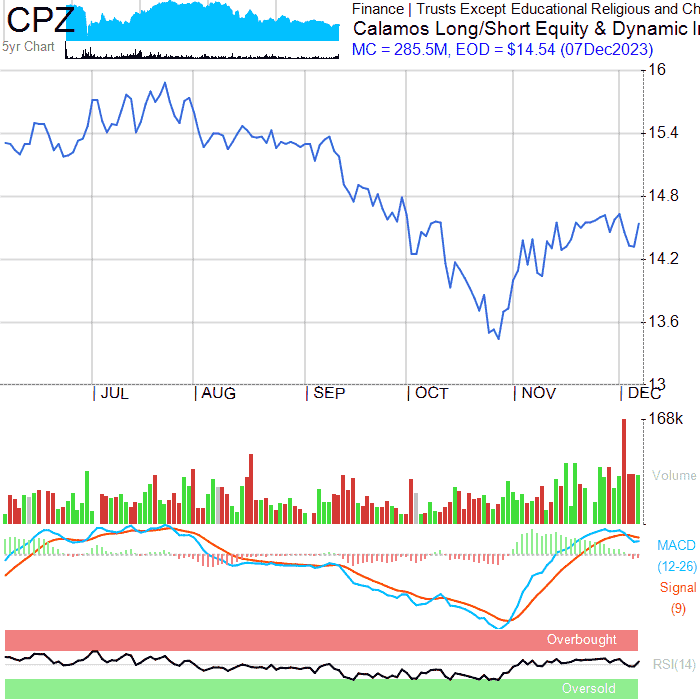 CPZ
5yr Chart
Finance | Trusts Except Educational Religious and Ch
Calamos Long/Short Equity & Dynamic In
MC = 285.5M, EOD = $14.54 (07Dec2023)
16
15.4
14.8
14.2
13.6
13
JUL AUG SEP OCT NOV DEC
168k
Volume
MACD
(12-26)
Signal
(9)
Overbought
RSI(14)
Oversold